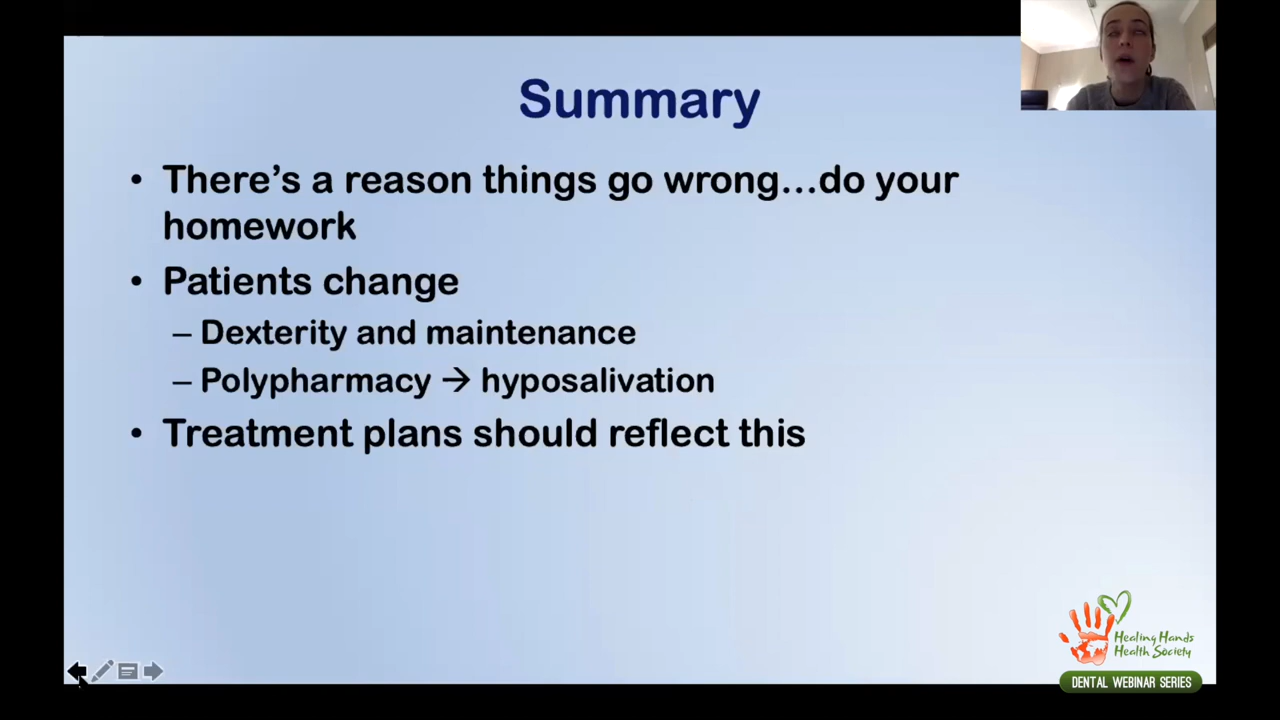 Summary
• There's a reason things go wrong...do your
homework
• Patients change
– Dexterity and maintenance
– Polypharmacy → hyposalivation
• Treatment plans should reflect this
Healing Hands
Health Society
DENTAL WEBINAR SERIES